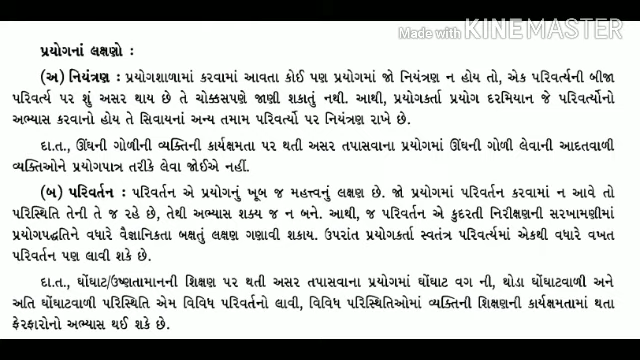 Made with KINEMASTER
પ્રયોગનાં લક્ષણો :
(અ) નિયંત્રણ : પ્રયોગશાળામાં કરવામાં આવતા કોઈ પણ પ્રયોગમાં જો નિયંત્રણ ન હોય તો, એક પરિવર્ત્યની બીજા
પરિવર્ત્ય પર શું અસર થાય છે તે ચોક્કસપણે જાણી શકાતું નથી. આથી, પ્રયોગકર્તા પ્રયોગ દરમિયાન જે પરિવર્ત્યોનો
અભ્યાસ કરવાનો હોય તે સિવાયનાં અન્ય તમામ પરિવર્ત્યો પર નિયંત્રણ રાખે છે.
દા.ત., ઊંઘની ગોળીની વ્યક્તિની કાર્યક્ષમતા પર થતી અસર તપાસવાના પ્રયોગમાં ઊંઘની ગોળી લેવાની આદતવાળી
વ્યક્તિઓને પ્રયોગપાત્ર તરીકે લેવા જોઈએ નહીં.
(બ) પરિવર્તન : પરિવર્તન એ પ્રયોગનું ખૂબ જ મહત્ત્વનું લક્ષણ છે. જો પ્રયોગમાં પરિવર્તન કરવામાં ન આવે તો
પરિસ્થિતિ તેની તે જ રહે છે, તેથી અભ્યાસ શક્ય જ ન બને. આથી, જ પરિવર્તન એ કુદરતી નિરીક્ષણની સરખામણીમાં
પ્રયોગપદ્ધતિને વધારે વૈજ્ઞાનિકતા બક્ષતું લક્ષણ ગણાવી શકાય. ઉપરાંત પ્રયોગકર્તા સ્વતંત્ર પરિવર્ત્યમાં એકથી વધારે વખત
પરિવર્તન પણ લાવી શકે છે.
દા.ત., ઘોંઘાટ/ઉષ્ણતામાનની શિક્ષણ પર થતી અસર તપાસવાના પ્રયોગમાં ઘોંઘાટ વગ ની, થોડા ઘોંઘાટવાળી અને
અતિ ઘોંઘાટવાળી પરિસ્થિતિ એમ વિવિધ પરિવર્તનો લાવી, વિવિધ પરિસ્થિતિઓમાં વ્યક્તિની શિક્ષણની કાર્યક્ષમતામાં થતા
ફેરફારોનો અભ્યાસ થઈ શકે છે.